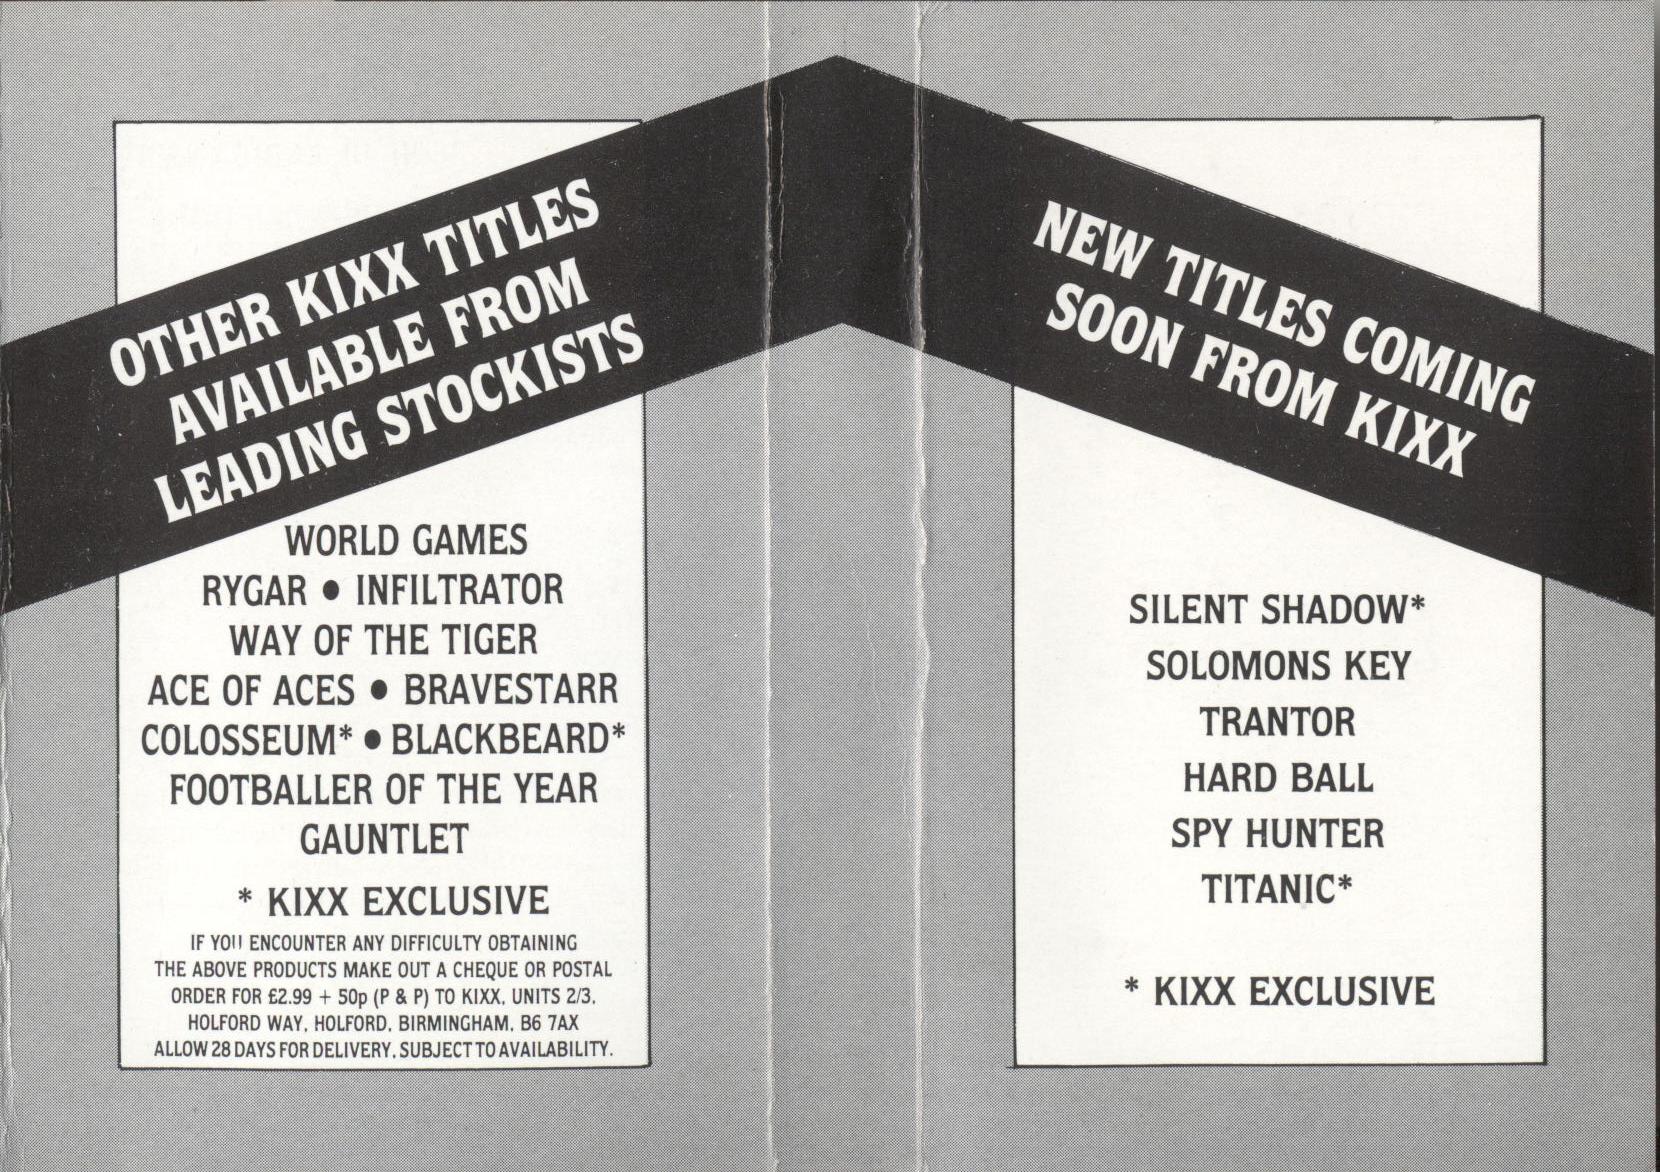 OTHER KIXX TITLES
AVAILABLE FROM
LEADING STOCKISTS
WORLD GAMES
RYGAR • INFILTRATOR
WAY OF THE TIGER
ACE OF ACES • BRAVESTARR
COLOSSEUM* • BLACKBEARD*
FOOTBALLER OF THE YEAR
GAUNTLET
* KIXX EXCLUSIVE
IF YOU ENCOUNTER ANY DIFFICULTY OBTAINING
THE ABOVE PRODUCTS MAKE OUT A CHEQUE OR POSTAL
ORDER FOR £2.99 + 50p (P & P) TO KIXX, UNITS 2/3,
HOLFORD WAY, HOLFORD, BIRMINGHAM, B6 7AX
ALLOW 28 DAYS FOR DELIVERY, SUBJECT TO AVAILABILITY.
NEW TITLES COMING
SOON FROM KIXX
SILENT SHADOW*
SOLOMONS KEY
TRANTOR
HARD BALL
SPY HUNTER
TITANIC*
* KIXX EXCLUSIVE